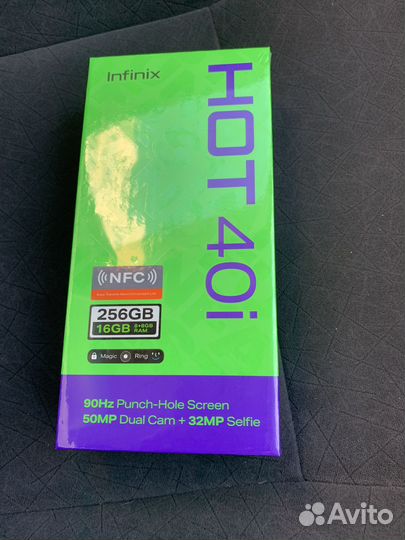 Infinix
HOT 40i
NFC
256GB
16GB 8+8GB RAM
Magic Ring
90Hz Punch-Hole Screen
50MP Dual Cam + 32MP Selfie
Avito